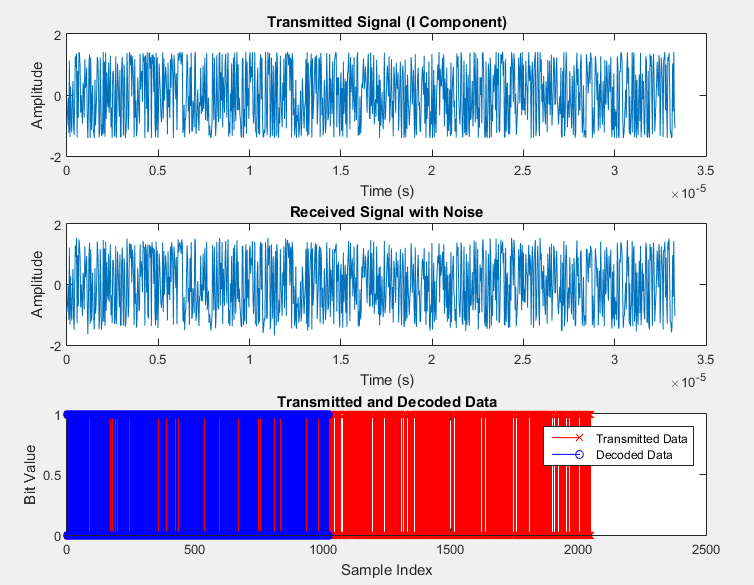 Transmitted Signal (I Component)
2
0
-2
Amplitude
0 0.5 1 1.5 2 2.5 3 3.5
Time (s)
×10-5
Received Signal with Noise
2
0
-2
Amplitude
0 0.5 1 1.5 2 2.5 3 3.5
Time (s)
×10-5
Transmitted and Decoded Data
1
0.5
0
Bit Value
Transmitted Data
Decoded Data
0 500 1000 1500 2000 2500
Sample Index